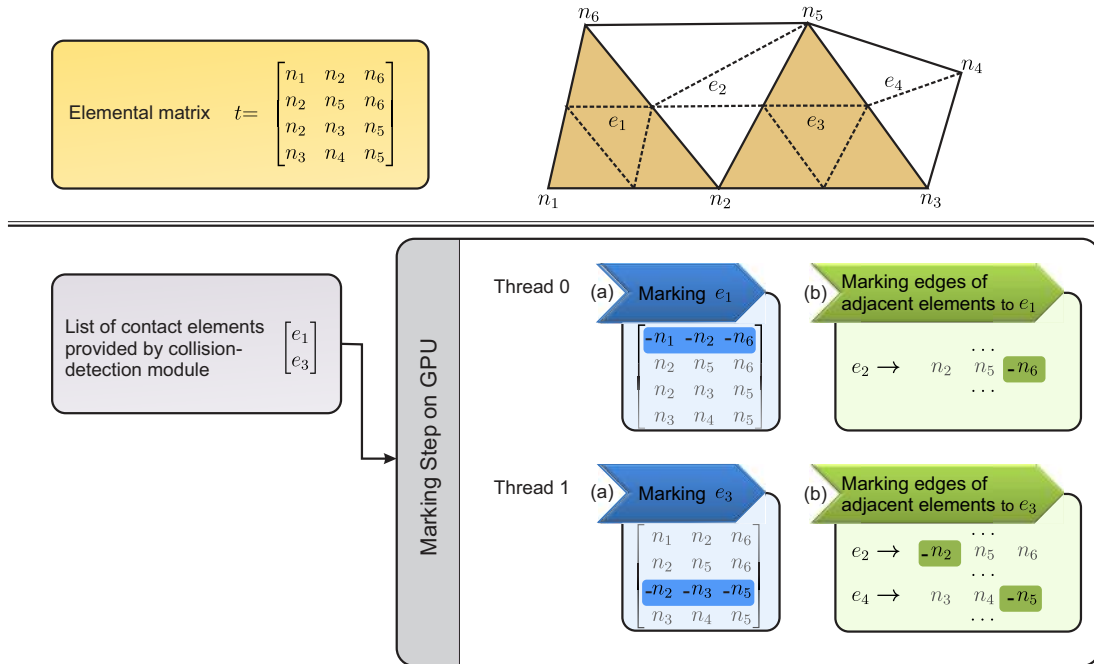 Elemental matrix t=
n1 n2 n6
n2 n5 n6
n2 n3 n5
n3 n4 n5
n6
n5
n4
e2
e4
e1
e3
n1
n2
n3
List of contact elements
provided by collision-
detection module
e1
e3
Marking Step on GPU
Thread 0
(a)
Marking e1
-n1 -n2 -n6
n2 n5 n6
n2 n3 n5
n3 n4 n5
(b)
Marking edges of
adjacent elements to e1
...
e2 → n2 n5 -n6
...
Thread 1
(a)
Marking e3
n1 n2 n6
n2 n5 n6
-n2 -n3 -n5
n3 n4 n5
(b)
Marking edges of
adjacent elements to e3
...
e2 → -n2 n5 n6
...
e4 → n3 n4 -n5
...